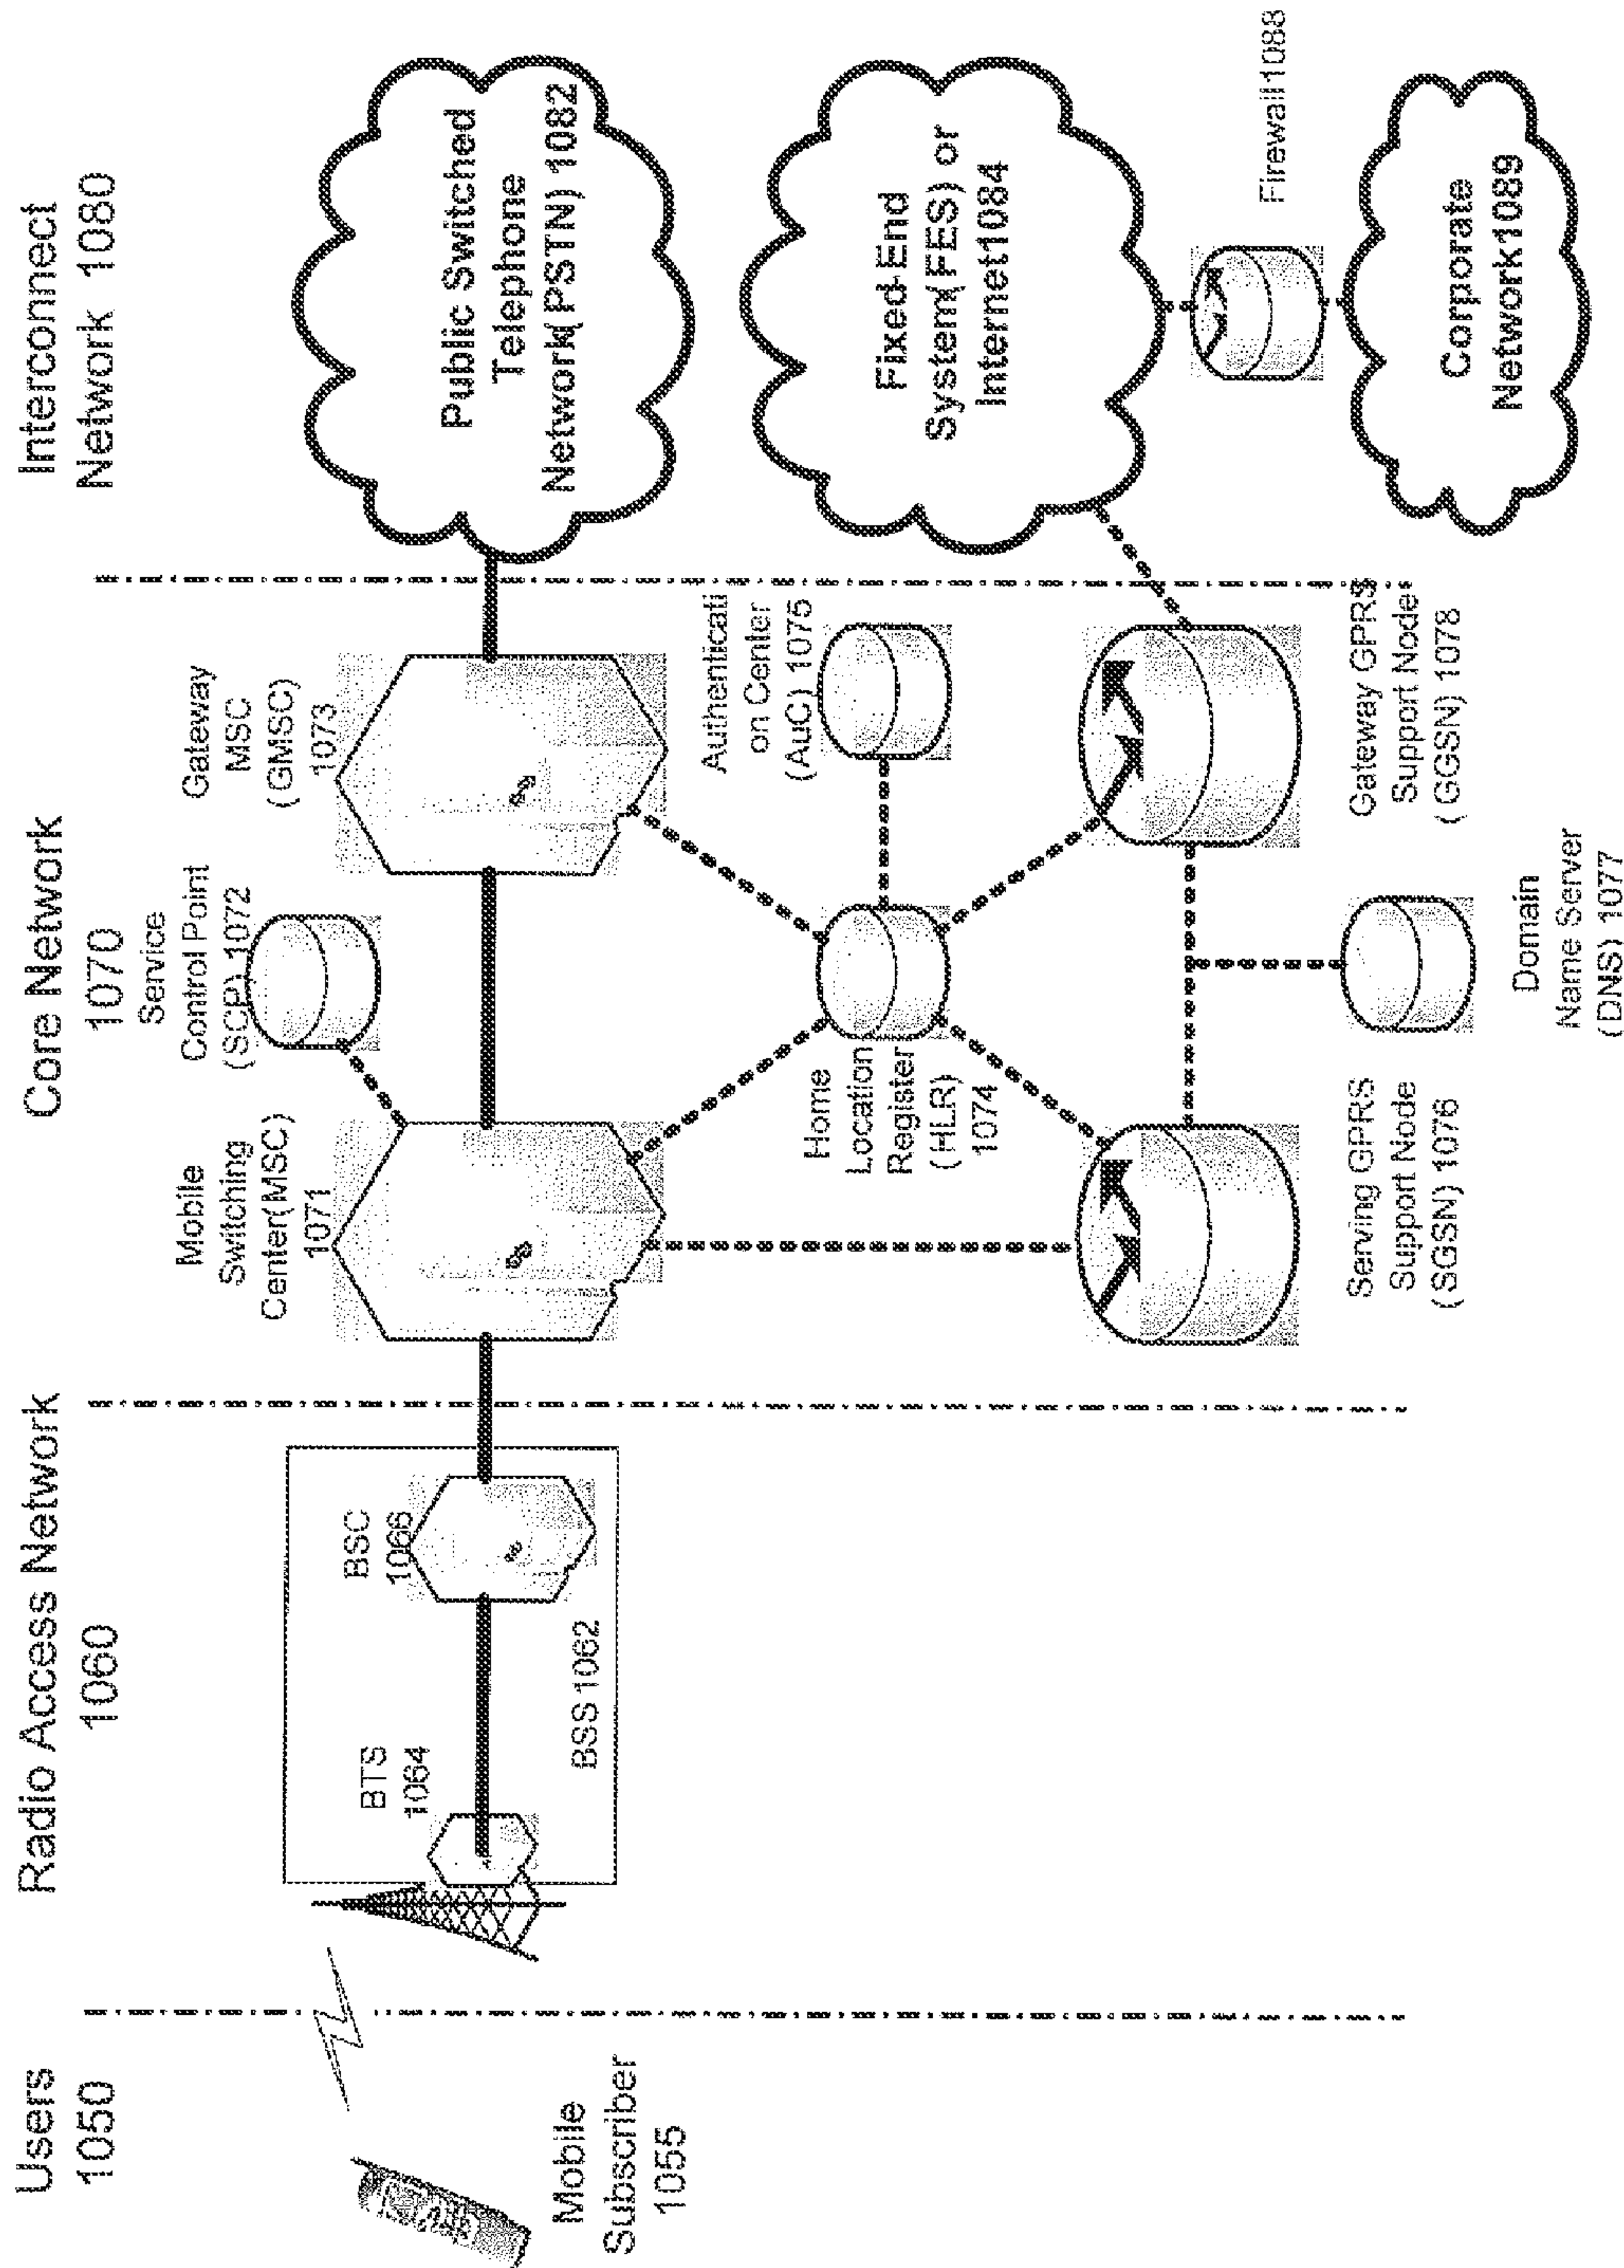 Users
1050
Radio Access Network
1060
Core Network
1070
Interconnect
Network 1080
Mobile
Subscriber
1055
BTS
1064
BSC
1066
BSS 1062
Mobile
Switching
Center(MSC)
1071
Service
Control Point
(SCP) 1072
Gateway
MSC
(GMSC)
1073
Home
Location
Register
(HLR)
1074
Authenticati
on Center
(AuC) 1075
Serving GPRS
Support Node
(SGSN) 1076
Domain
Name Server
(DNS) 1077
Gateway GPRS
Support Node
(GGSN) 1078
Public Switched
Telephone
Network(PSTN) 1082
Fixed-End
System(FES) or
Internet1084
Firewall1088
Corporate
Network1089